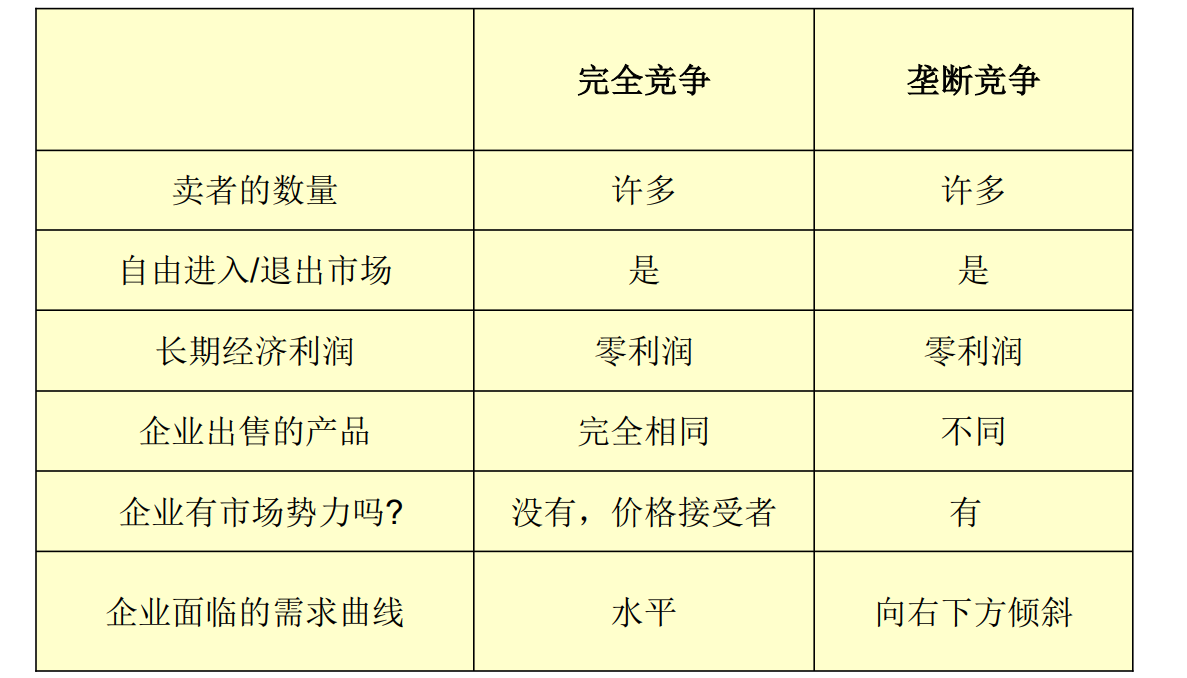 完全竞争 垄断竞争
卖者的数量 许多 许多
自由进入/退出市场 是 是
长期经济利润 零利润 零利润
企业出售的产品 完全相同 不同
企业有市场势力吗? 没有，价格接受者 有
企业面临的需求曲线 水平 向右下方倾斜